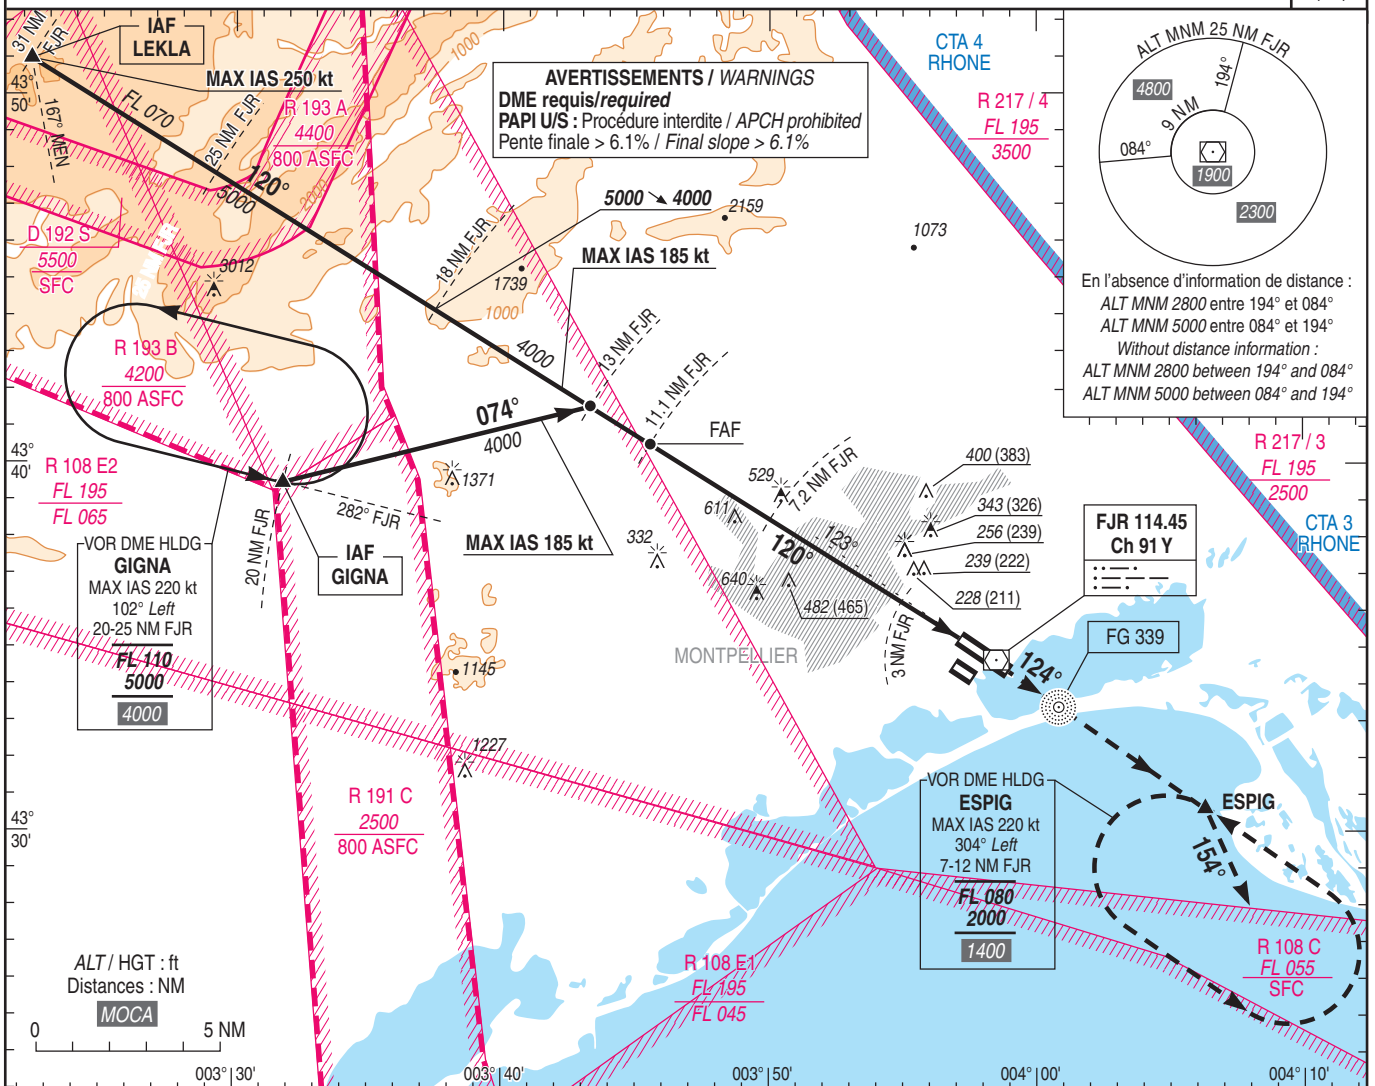 31 NM
FJR
IAF
LEKLA
43°
50'
MAX IAS 250 kt
167° MEN
FL 070
25 NM FJR
R 193 A
4400
800 ASFC
120°
5000
1000
2000
AVERTISSEMENTS / WARNINGS
DME requis/required
PAPI U/S : Procédure interdite / APCH prohibited
Pente finale > 6.1% / Final slope > 6.1%
CTA 4
RHONE
R 217 / 4
FL 195
3500
ALT MNM 25 NM FJR
194°
4800
9 NM
084°
1900
2300
En l'absence d'information de distance :
ALT MNM 2800 entre 194° et 084°
ALT MNM 5000 entre 084° et 194°
Without distance information :
ALT MNM 2800 between 194° and 084°
ALT MNM 5000 between 084° and 194°
D 192 S
5500
SFC
3012
18 NM FJR
5000 ➘ 4000
2159
1073
MAX IAS 185 kt
1739
1000
R 193 B
4200
800 ASFC
4000
13 NM FJR
11.1 NM FJR
074°
4000
FAF
43°
40'
R 108 E2
FL 195
FL 065
1371
282° FJR
20 NM FJR
MAX IAS 185 kt
IAF
GIGNA
VOR DME HLDG
GIGNA
MAX IAS 220 kt
102° Left
20-25 NM FJR
FL 110
5000
4000
529
7.2 NM FJR
611
332
640
120°
123°
482 (465)
400 (383)
343 (326)
256 (239)
239 (222)
228 (211)
3 NM FJR
MONTPELLIER
R 217 / 3
FL 195
2500
CTA 3
RHONE
FJR 114.45
Ch 91 Y
FG 339
124°
1145
1227
R 191 C
2500
800 ASFC
43°
30'
VOR DME HLDG
ESPIG
MAX IAS 220 kt
304° Left
7-12 NM FJR
FL 080
2000
1400
ESPIG
154°
R 108 C
FL 055
SFC
R 108 E1
FL 195
FL 045
ALT / HGT : ft
Distances : NM
MOCA
0
5 NM
003° 30'
003° 40'
003° 50'
004° 00'
004° 10'